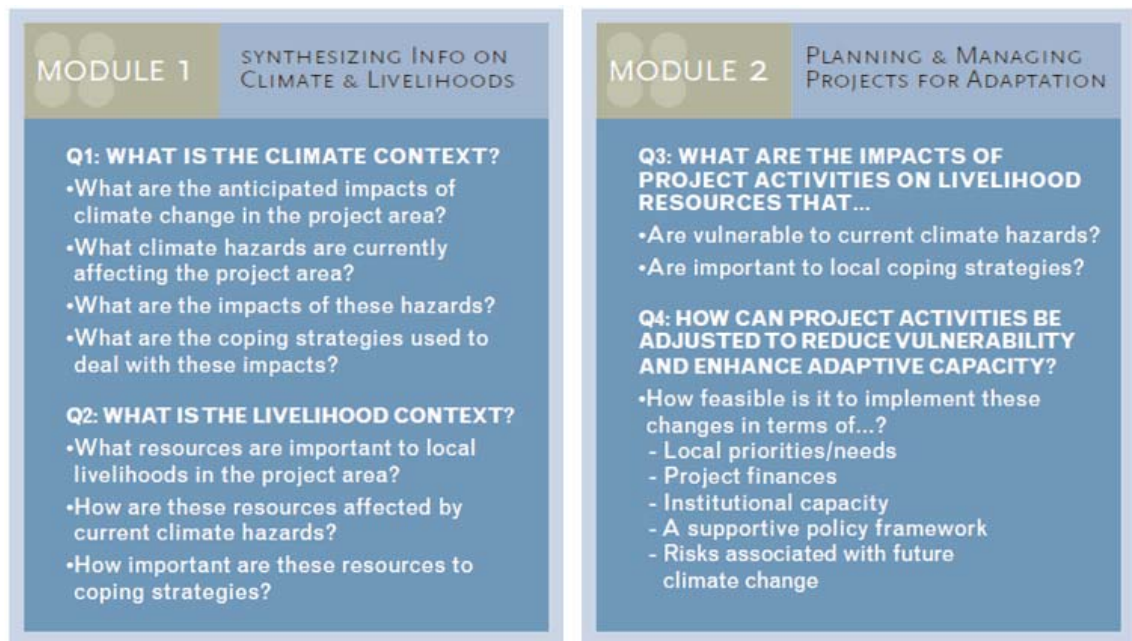 MODULE 1
SYNTHESIZING INFO ON
CLIMATE & LIVELIHOODS
Q1: WHAT IS THE CLIMATE CONTEXT?
•What are the anticipated impacts of
climate change in the project area?
•What climate hazards are currently
affecting the project area?
•What are the impacts of these hazards?
•What are the coping strategies used to
deal with these impacts?
Q2: WHAT IS THE LIVELIHOOD CONTEXT?
•What resources are important to local
livelihoods in the project area?
•How are these resources affected by
current climate hazards?
•How important are these resources to
coping strategies?
MODULE 2
PLANNING & MANAGING
PROJECTS FOR ADAPTATION
Q3: WHAT ARE THE IMPACTS OF
PROJECT ACTIVITIES ON LIVELIHOOD
RESOURCES THAT...
•Are vulnerable to current climate hazards?
•Are important to local coping strategies?
Q4: HOW CAN PROJECT ACTIVITIES BE
ADJUSTED TO REDUCE VULNERABILITY
AND ENHANCE ADAPTIVE CAPACITY?
•How feasible is it to implement these
changes in terms of...?
- Local priorities/needs
- Project finances
- Institutional capacity
- A supportive policy framework
- Risks associated with future
climate change